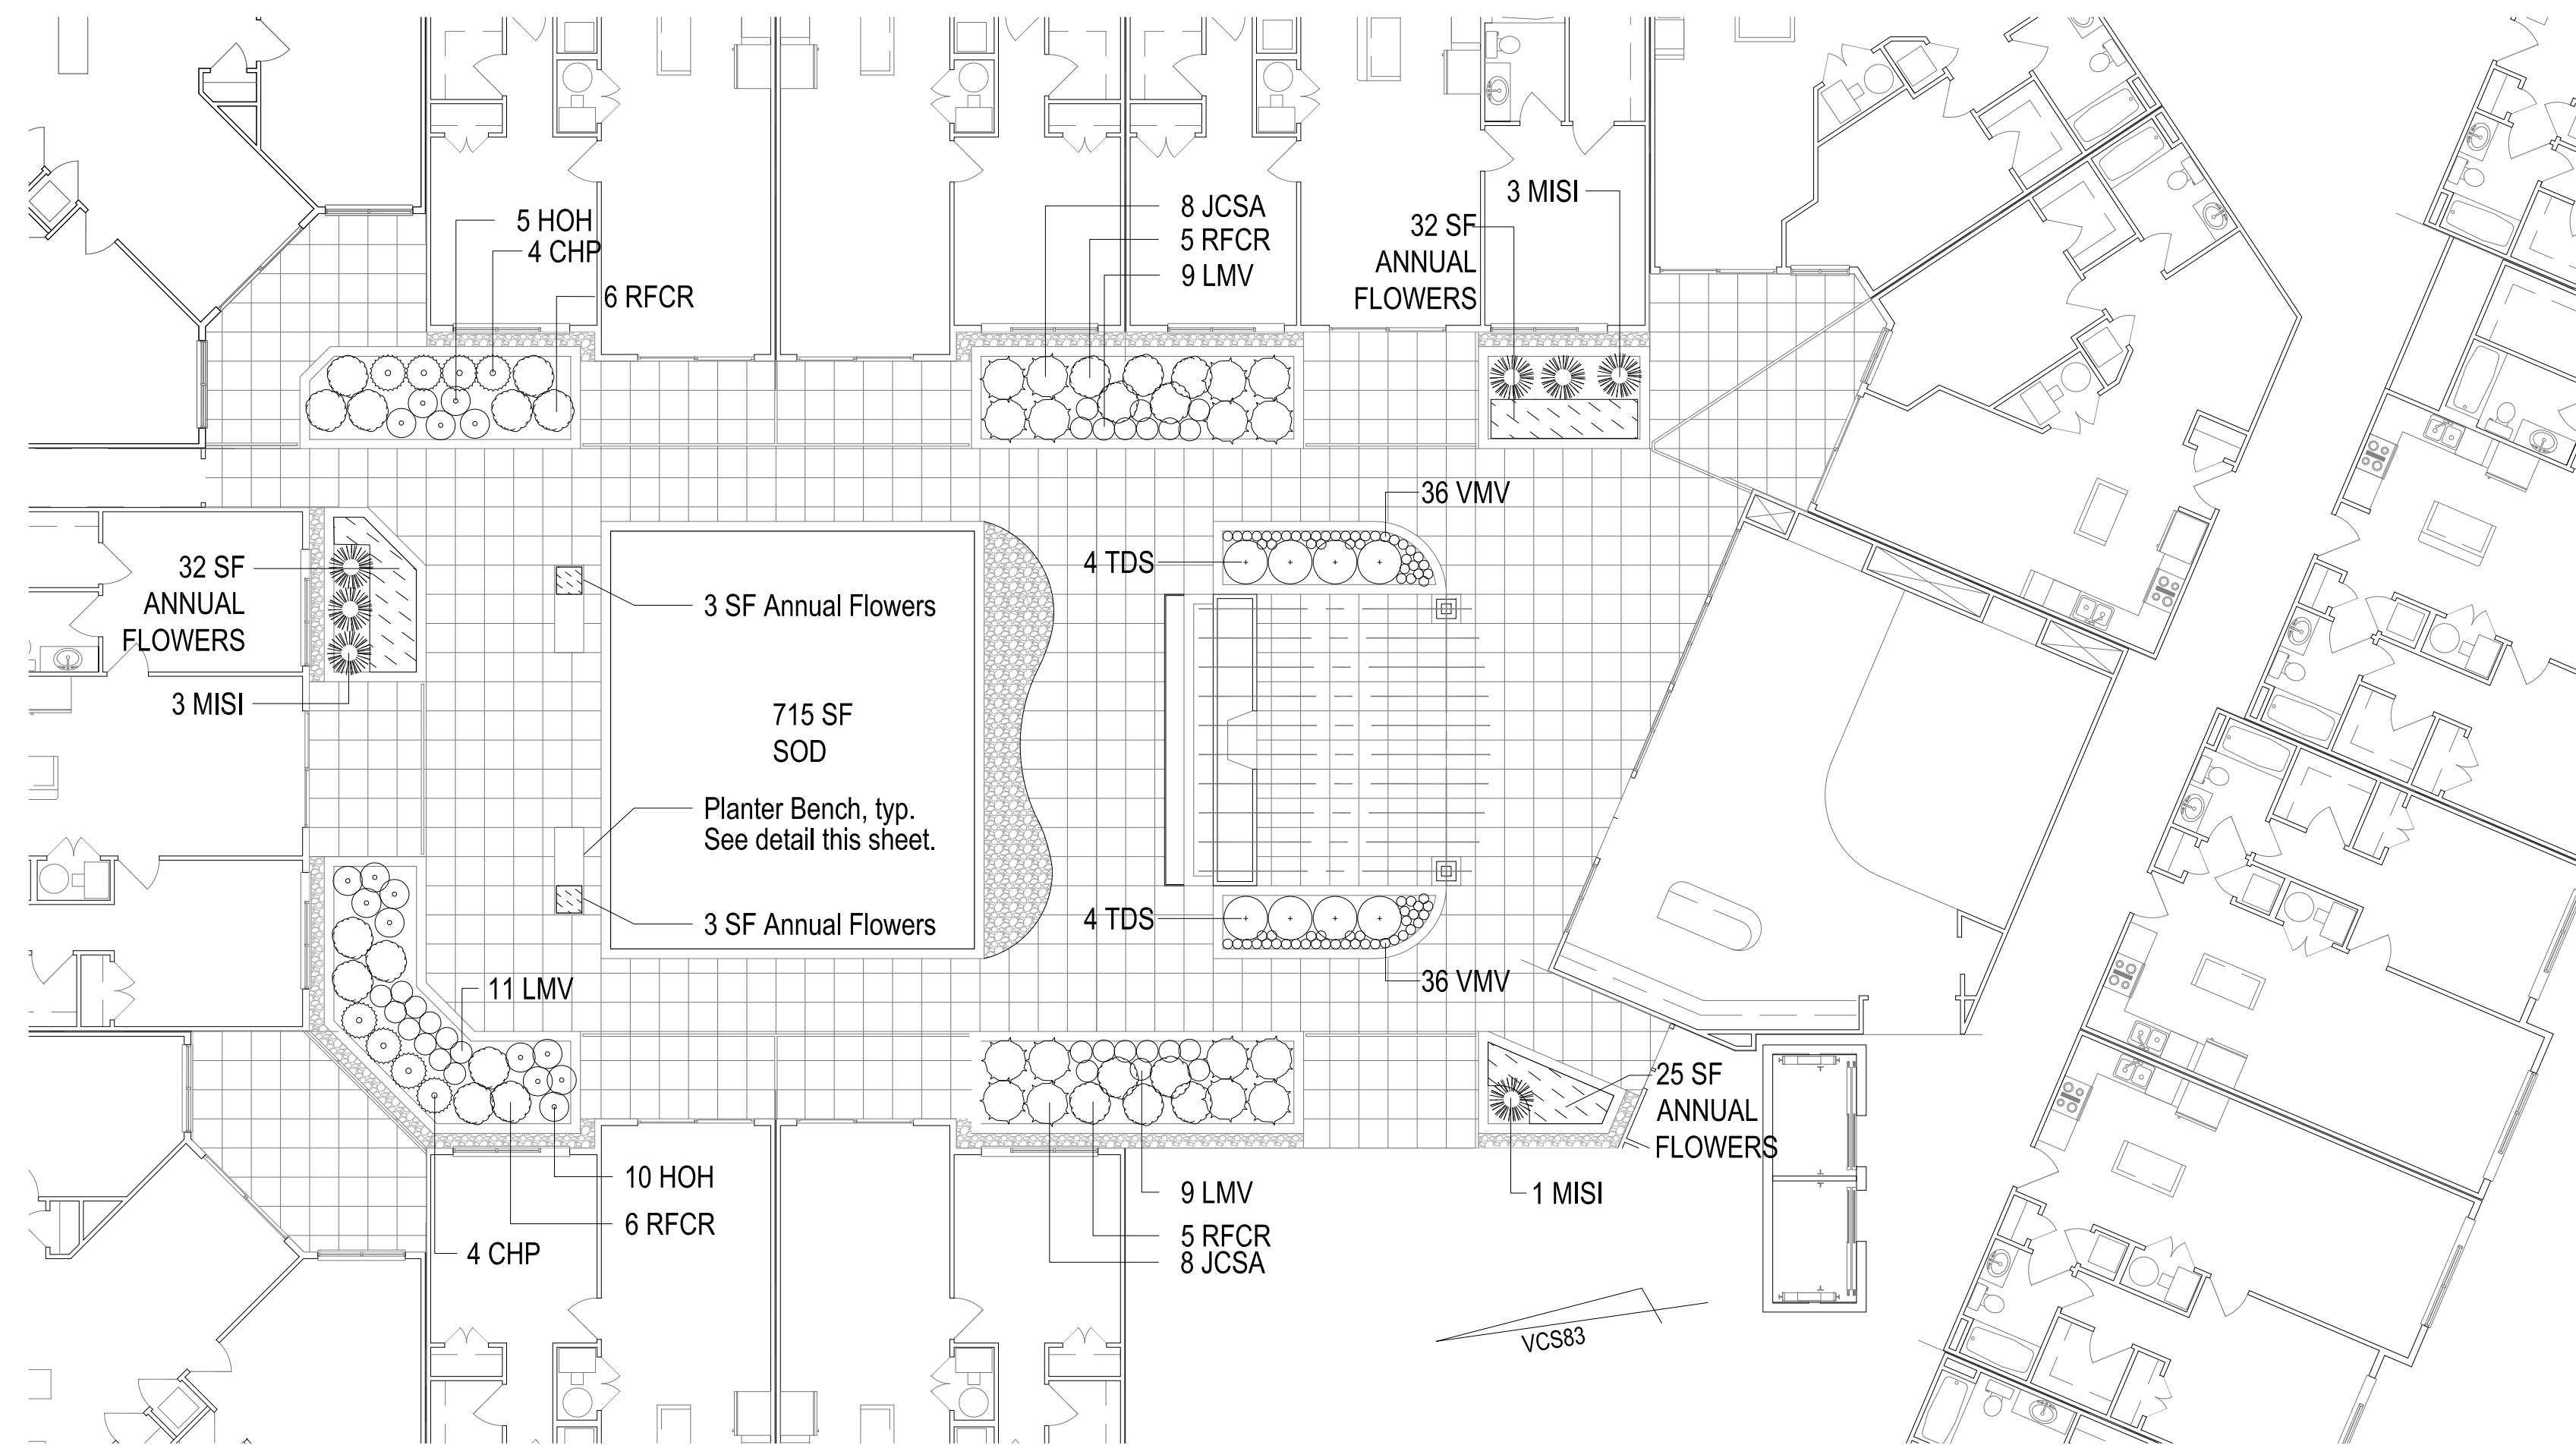 3 MISI
5 HOH
4 CHP
6 RFCR
8 JCSA
5 RFCR
9 LMV
32 SF
ANNUAL
FLOWERS
36 VMV
4 TDS
32 SF
ANNUAL
FLOWERS
3 MISI
3 SF Annual Flowers
715 SF
SOD
Planter Bench, typ.
See detail this sheet.
3 SF Annual Flowers
4 TDS
36 VMV
11 LMV
25 SF
ANNUAL
FLOWERS
10 HOH
6 RFCR
4 CHP
9 LMV
5 RFCR
8 JCSA
1 MISI
VCS83